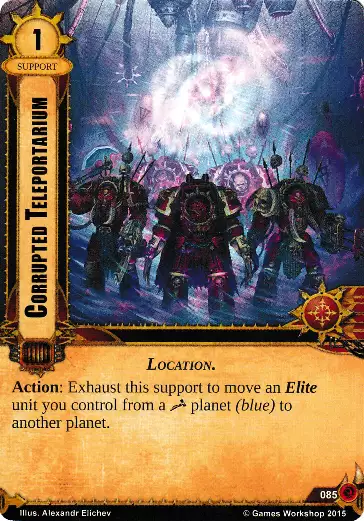 1
SUPPORT
CORRUPTED TELEPORTARIUM
LOCATION.
Action: Exhaust this support to move an Elite
unit you control from a planet (blue) to
another planet.
085
Illus. Alexandr Elichev
© Games Workshop 2015